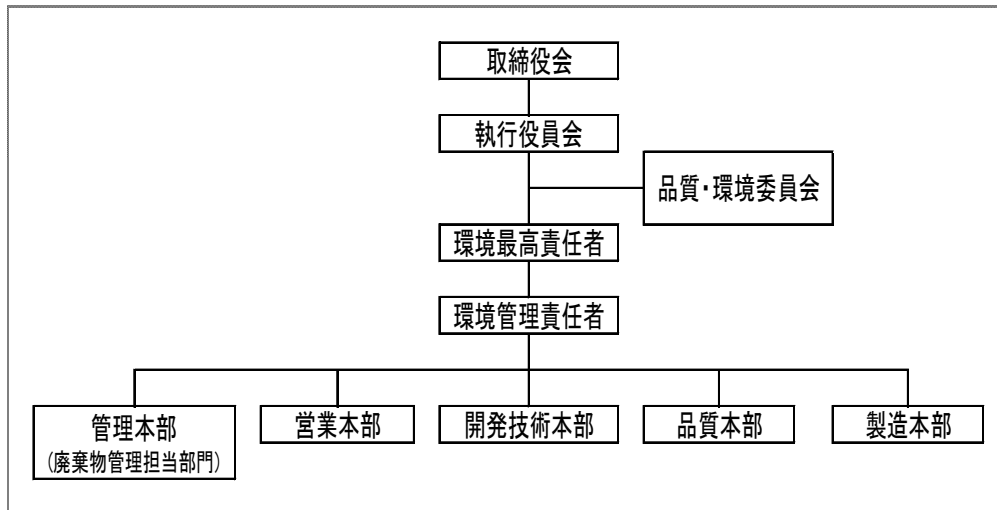 取締役会
執行役員会
品質・環境委員会
環境最高責任者
環境管理責任者
管理本部
(廃棄物管理担当部門)
営業本部
開発技術本部
品質本部
製造本部